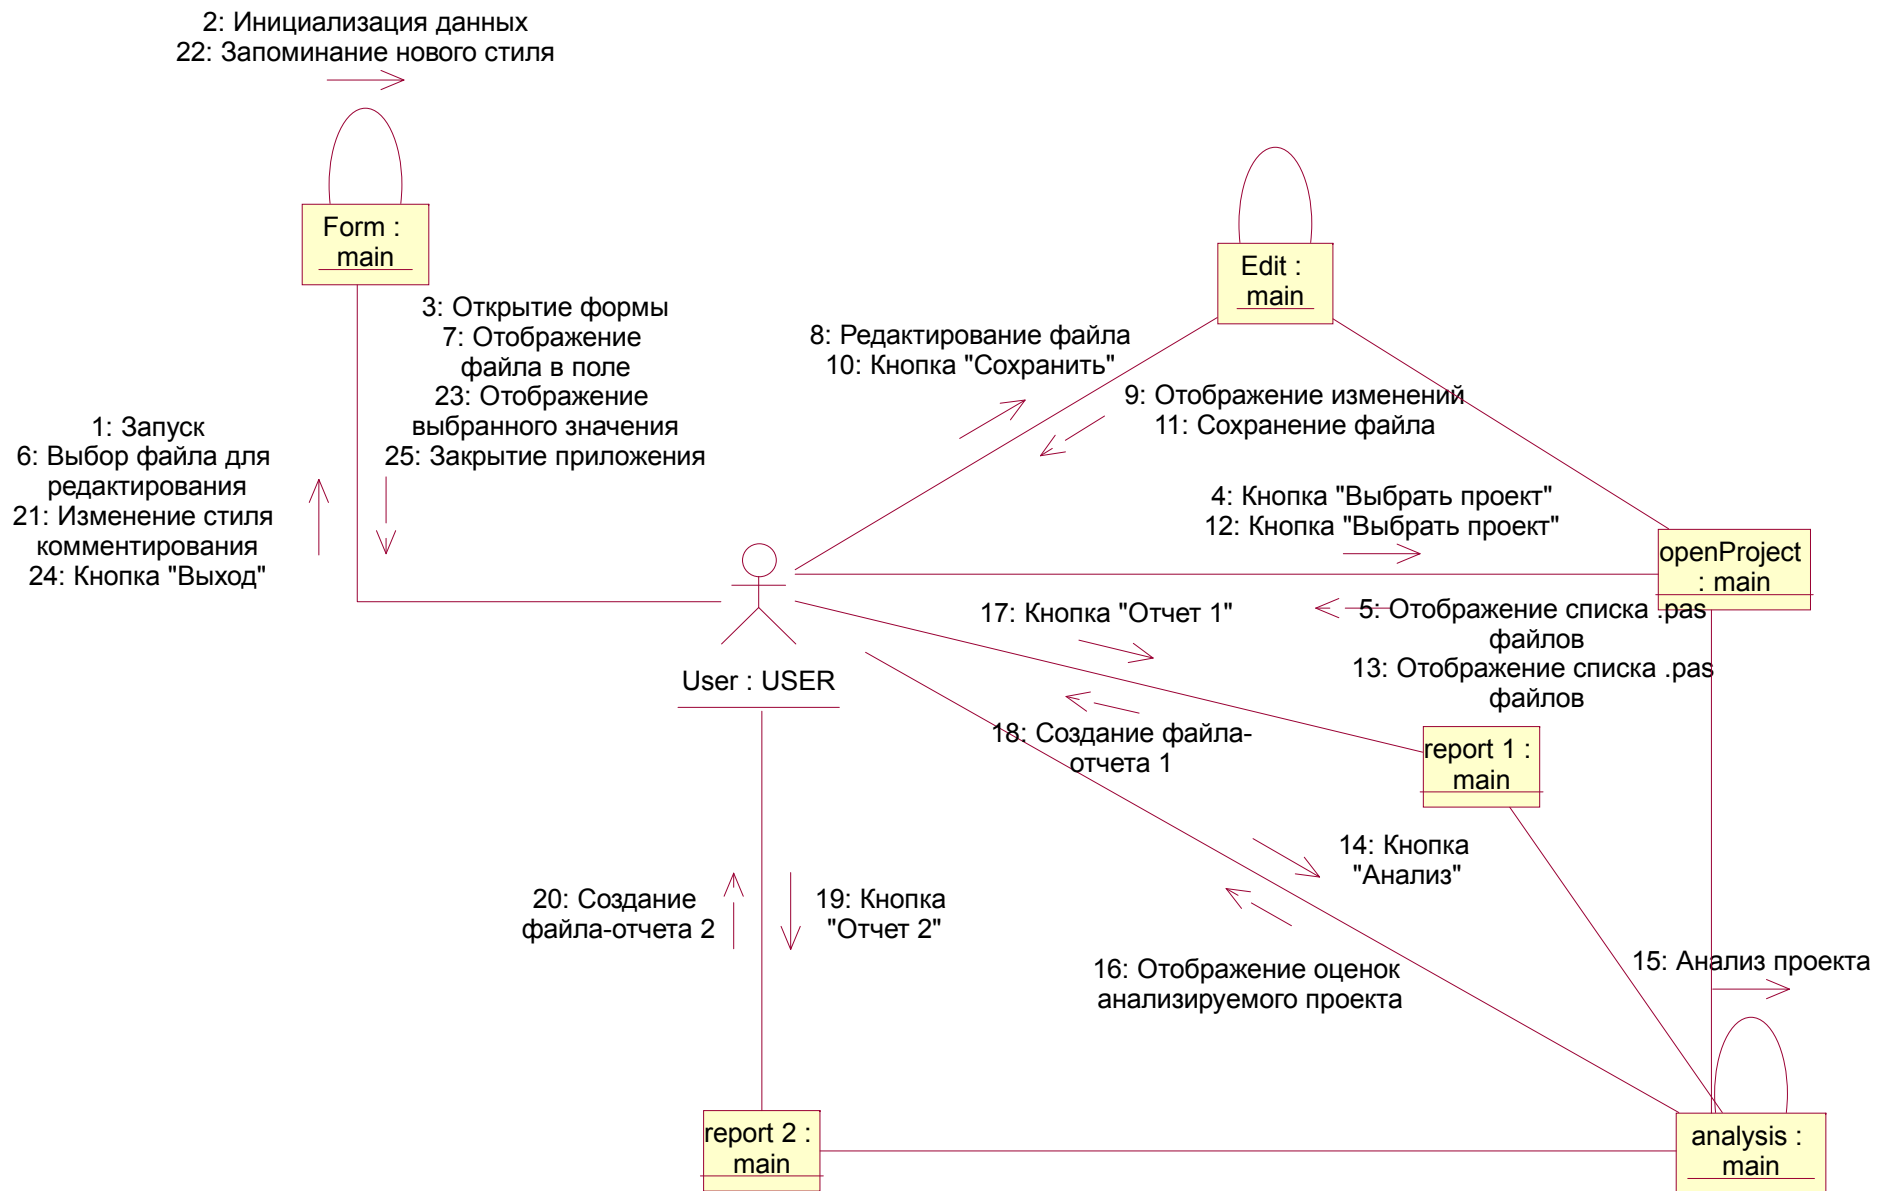 2: Инициализация данных
22: Запоминание нового стиля
Form :
main
Edit :
main
3: Открытие формы
7: Отображение
файла в поле
23: Отображение
выбранного значения
25: Закрытие приложения
8: Редактирование файла
10: Кнопка "Сохранить"
9: Отображение изменений
11: Сохранение файла
1: Запуск
6: Выбор файла для
редактирования
21: Изменение стиля
комментирования
24: Кнопка "Выход"
4: Кнопка "Выбрать проект"
12: Кнопка "Выбрать проект"
openProject
: main
5: Отображение списка .pas
файлов
13: Отображение списка .pas
файлов
17: Кнопка "Отчет 1"
User : USER
18: Создание файла-
отчета 1
report 1 :
main
14: Кнопка
"Анализ"
20: Создание
файла-отчета 2
19: Кнопка
"Отчет 2"
16: Отображение оценок
анализируемого проекта
15: Анализ проекта
report 2 :
main
analysis :
main